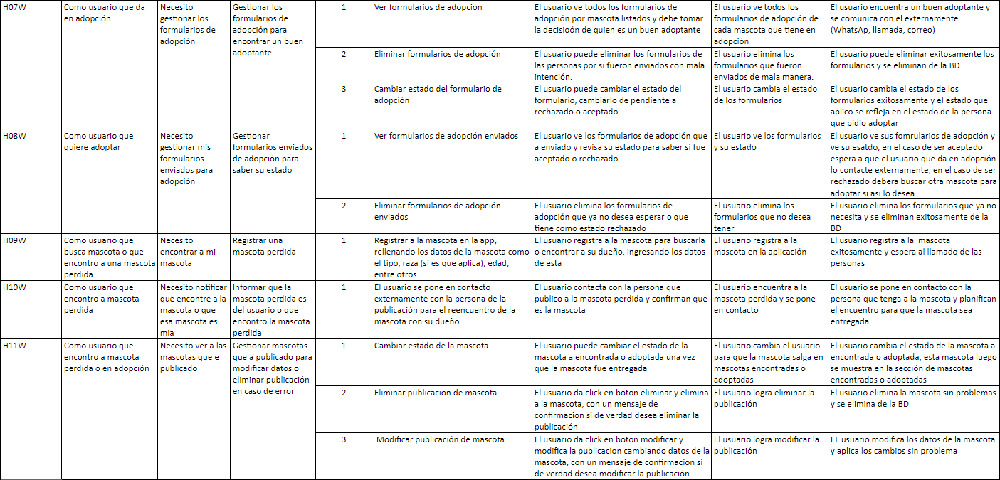 H07W
Como usuario que da
en adopción
Necesito
gestionar los
formularios de
adopción
Gestionar los
formularios de
adopción para
encontrar un buen
adoptante
1
Ver formularios de adopción
El usuario ve todos los formularios de
adopción por mascota listados y debe tomar
la decisioón de quien es un buen adoptante
El usuario ve todos los
formularios de adopción de
cada mascota que tiene en
adopción
El usuario encuentra un buen adoptante y
se comunica con el externamente
(WhatsAp, llamada, correo)
2
Eliminar formularios de adopción
El usuario puede eliminar los formularios de
las personas por si fueron enviados con mala
intención.
El usuario elimina los
formularios que fueron
enviados de mala manera.
El usuario puede eliminar exitosamente los
formularios y se eliminan de la BD
3
Cambiar estado del formulario de
adopción
El usuario puede cambiar el estado del
formulario, cambiarlo de pendiente a
rechazado o aceptado
El usuario cambia el estado
de los formularios
El usuario cambia el estado de los
formularios exitosamente y el estado que
aplico se refleja en el estado de la persona
que pidio adoptar
H08W
Como usuario que
quiere adoptar
Necesito
gestionar mis
formularios
enviados para
adopción
Gestionar
formularios enviados
de adopción para
saber su estado
1
Ver formularios de adopción enviados
El usuario ve los formularios de adopción que
a enviado y revisa su estado para saber si fue
aceptado o rechazado
El usuario ve los formularios
y su estado
El usuario ve sus fomrularios de adopción y
ve su esatdo, en el caso de ser aceptado
espera a que el usuario que da en adopción
lo contacte externamente, en el caso de ser
rechazado debera buscar otra mascota para
adoptar si asi lo desea.
2
Eliminar formularios de adopción
enviados
El usuario elimina los formularios de
adopción que ya no desea esperar o que
tiene como estado rechazado
El usuario elimina los
formularios que no desea
tener
El usuario elimina los formularios que ya no
necesita y se eliminan exitosamente de la
BD
H09W
Como usuario que
busca mascota o que
encontro a una mascota
perdida
Necesito
encontrar a mi
mascota
Registrar una
mascota perdida
1
Registrar a la mascota en la app,
rellenando los datos de la mascota como
el tipo, raza (si es que aplica), edad,
entre otros
El usuario registra a la mascota para buscarla
o encontrar a su dueño, ingresando los datos
de esta
El usuario registra a la
mascota en la aplicación
El usuario registra a la mascota
exitosamente y espera al llamado de las
personas
H10W
Como usuario que
encontro a mascota
perdida
Necesito notificar
que encontre a la
mascota o que
esa mascota es
mia
Informar que la
mascota perdida es
del usuario o que
encontro la mascota
perdida
1
El usuario se pone en contacto
externamente con la persona de la
publicación para el reencuentro de la
mascota con su dueño
El usuario contacta con la persona que
publico a la mascota perdida y confirman que
es la mascota
El usuario encuentra a la
mascota perdida y se pone
en contacto
El usuario se pone en contacto con la
persona que tenga a la mascota y planifican
el encuentro para que la mascota sea
entregada
H11W
Como usuario que
encontro a mascota
perdida o en adopción
Necesito ver a las
mascotas que e
publicado
Gestionar mascotas
que a publicado para
modificar datos o
eliminar publicación
en caso de error
1
Cambiar estado de la mascota
El usuario puede cambiar el estado de la
mascota a encontrada o adoptada una vez
que la mascota fue entregada
El usuario cambia el usuario
para que la mascota salga en
mascotas encontradas o
adoptadas
El usuario cambia el estado de la mascota a
encontrada o adoptada, esta mascota luego
se muestra en la sección de mascotas
encontradas o adoptadas
2
Eliminar publicacion de mascota
El usuario da click en boton eliminar y elimina
a la mascota, con un mensaje de
confirmacion si de verdad desea eliminar la
publicación
El usuario logra eliminar la
publicación
El usuario elimina la mascota sin problemas
y se elimina de la BD
3
Modificar publicación de mascota
El usuario da click en boton modificar y
modifica la publicacion cambiando datos de la
mascota, con un mensaje de confirmacion si
de verdad desea modificar la publicación
El usuario logra modificar la
publicación
EL usuario modifica los datos de la mascota
y aplica los cambios sin problema